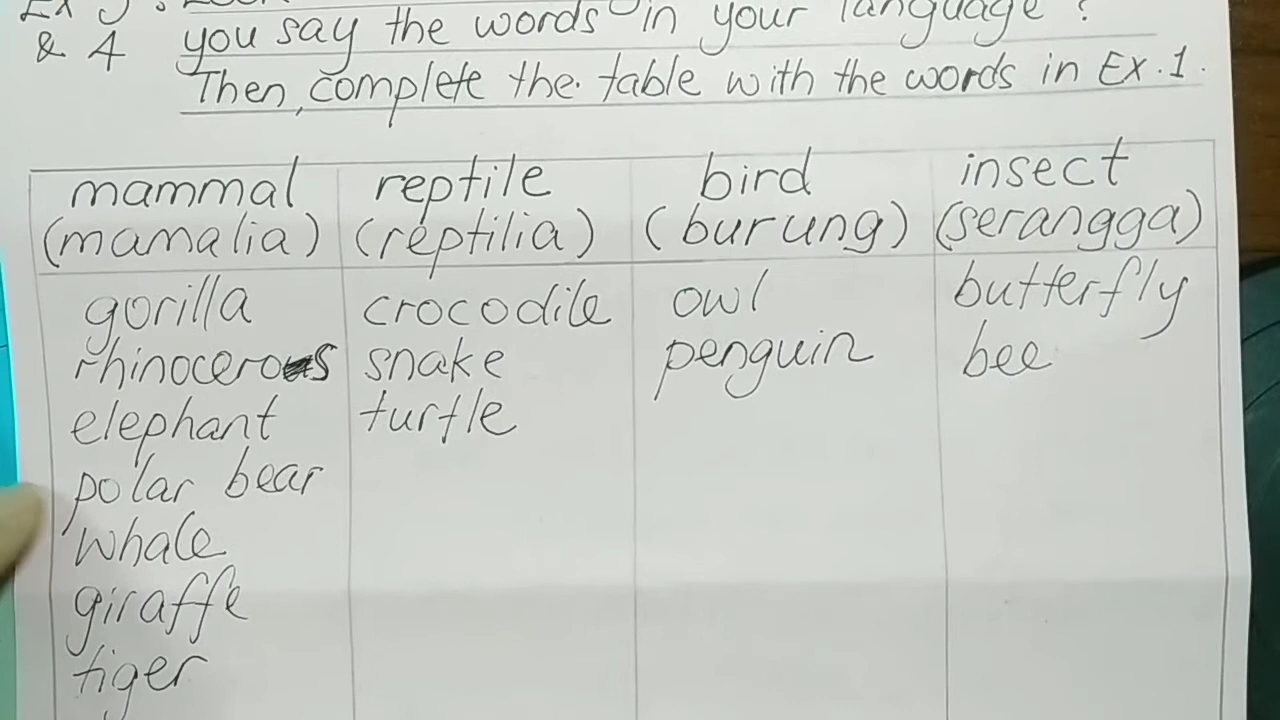 Ex 3
& 4 you say the words in your language?
Then, complete the table with the words in Ex.1.
mammal reptile bird insect
(mamalia) (reptilia) (burung) (serangga)
gorilla crocodile owl butterfly
rhinoceros snake penguin bee
elephant turtle
polar bear
whale
giraffe
tiger